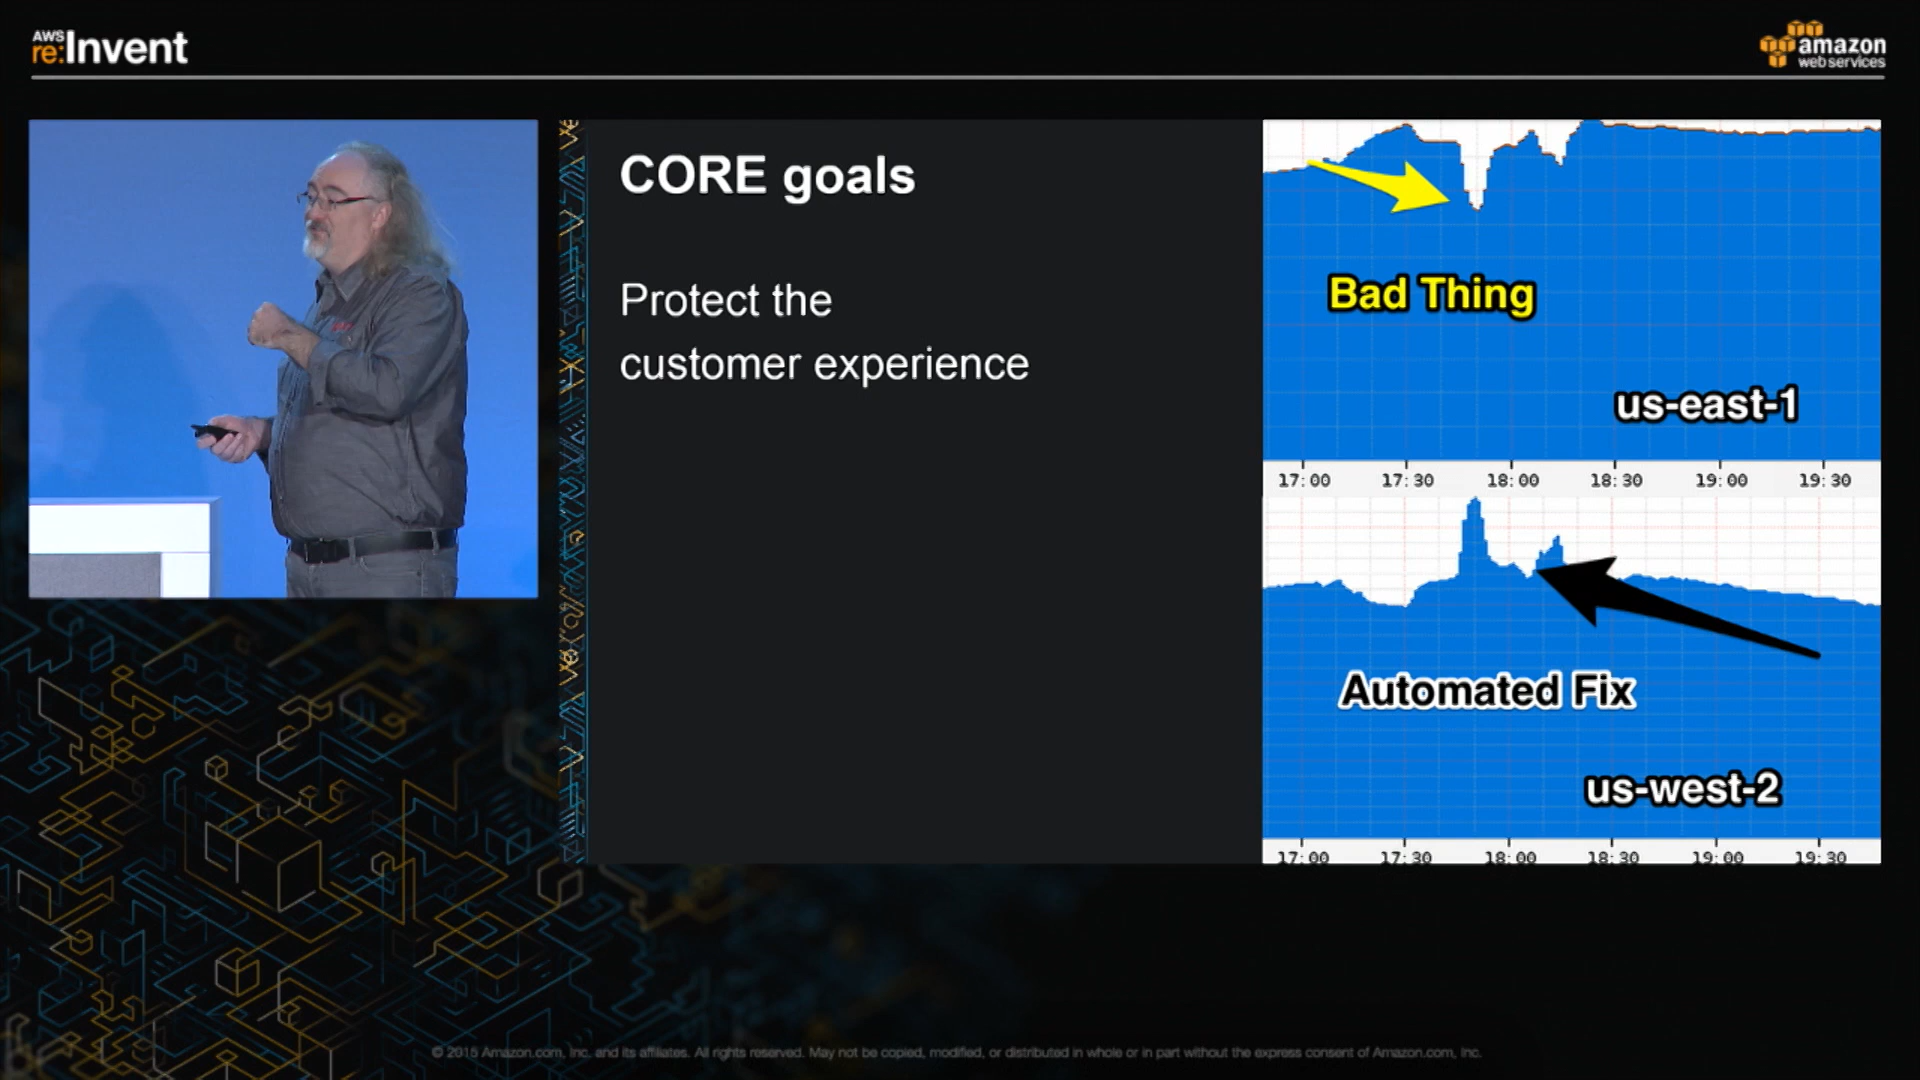 AWS
re:Invent
amazon
web services
CORE goals
Protect the
customer experience
Bad Thing
us-east-1
17:00 17:30 18:00 18:30 19:00 19:30
Automated Fix
us-west-2
17:00 17:30 18:00 18:30 19:00 19:30
© 2015 Amazon.com, Inc. and its affiliates. All rights reserved. May not be copied, modified, or distributed in whole or in part without the express consent of Amazon.com, Inc.